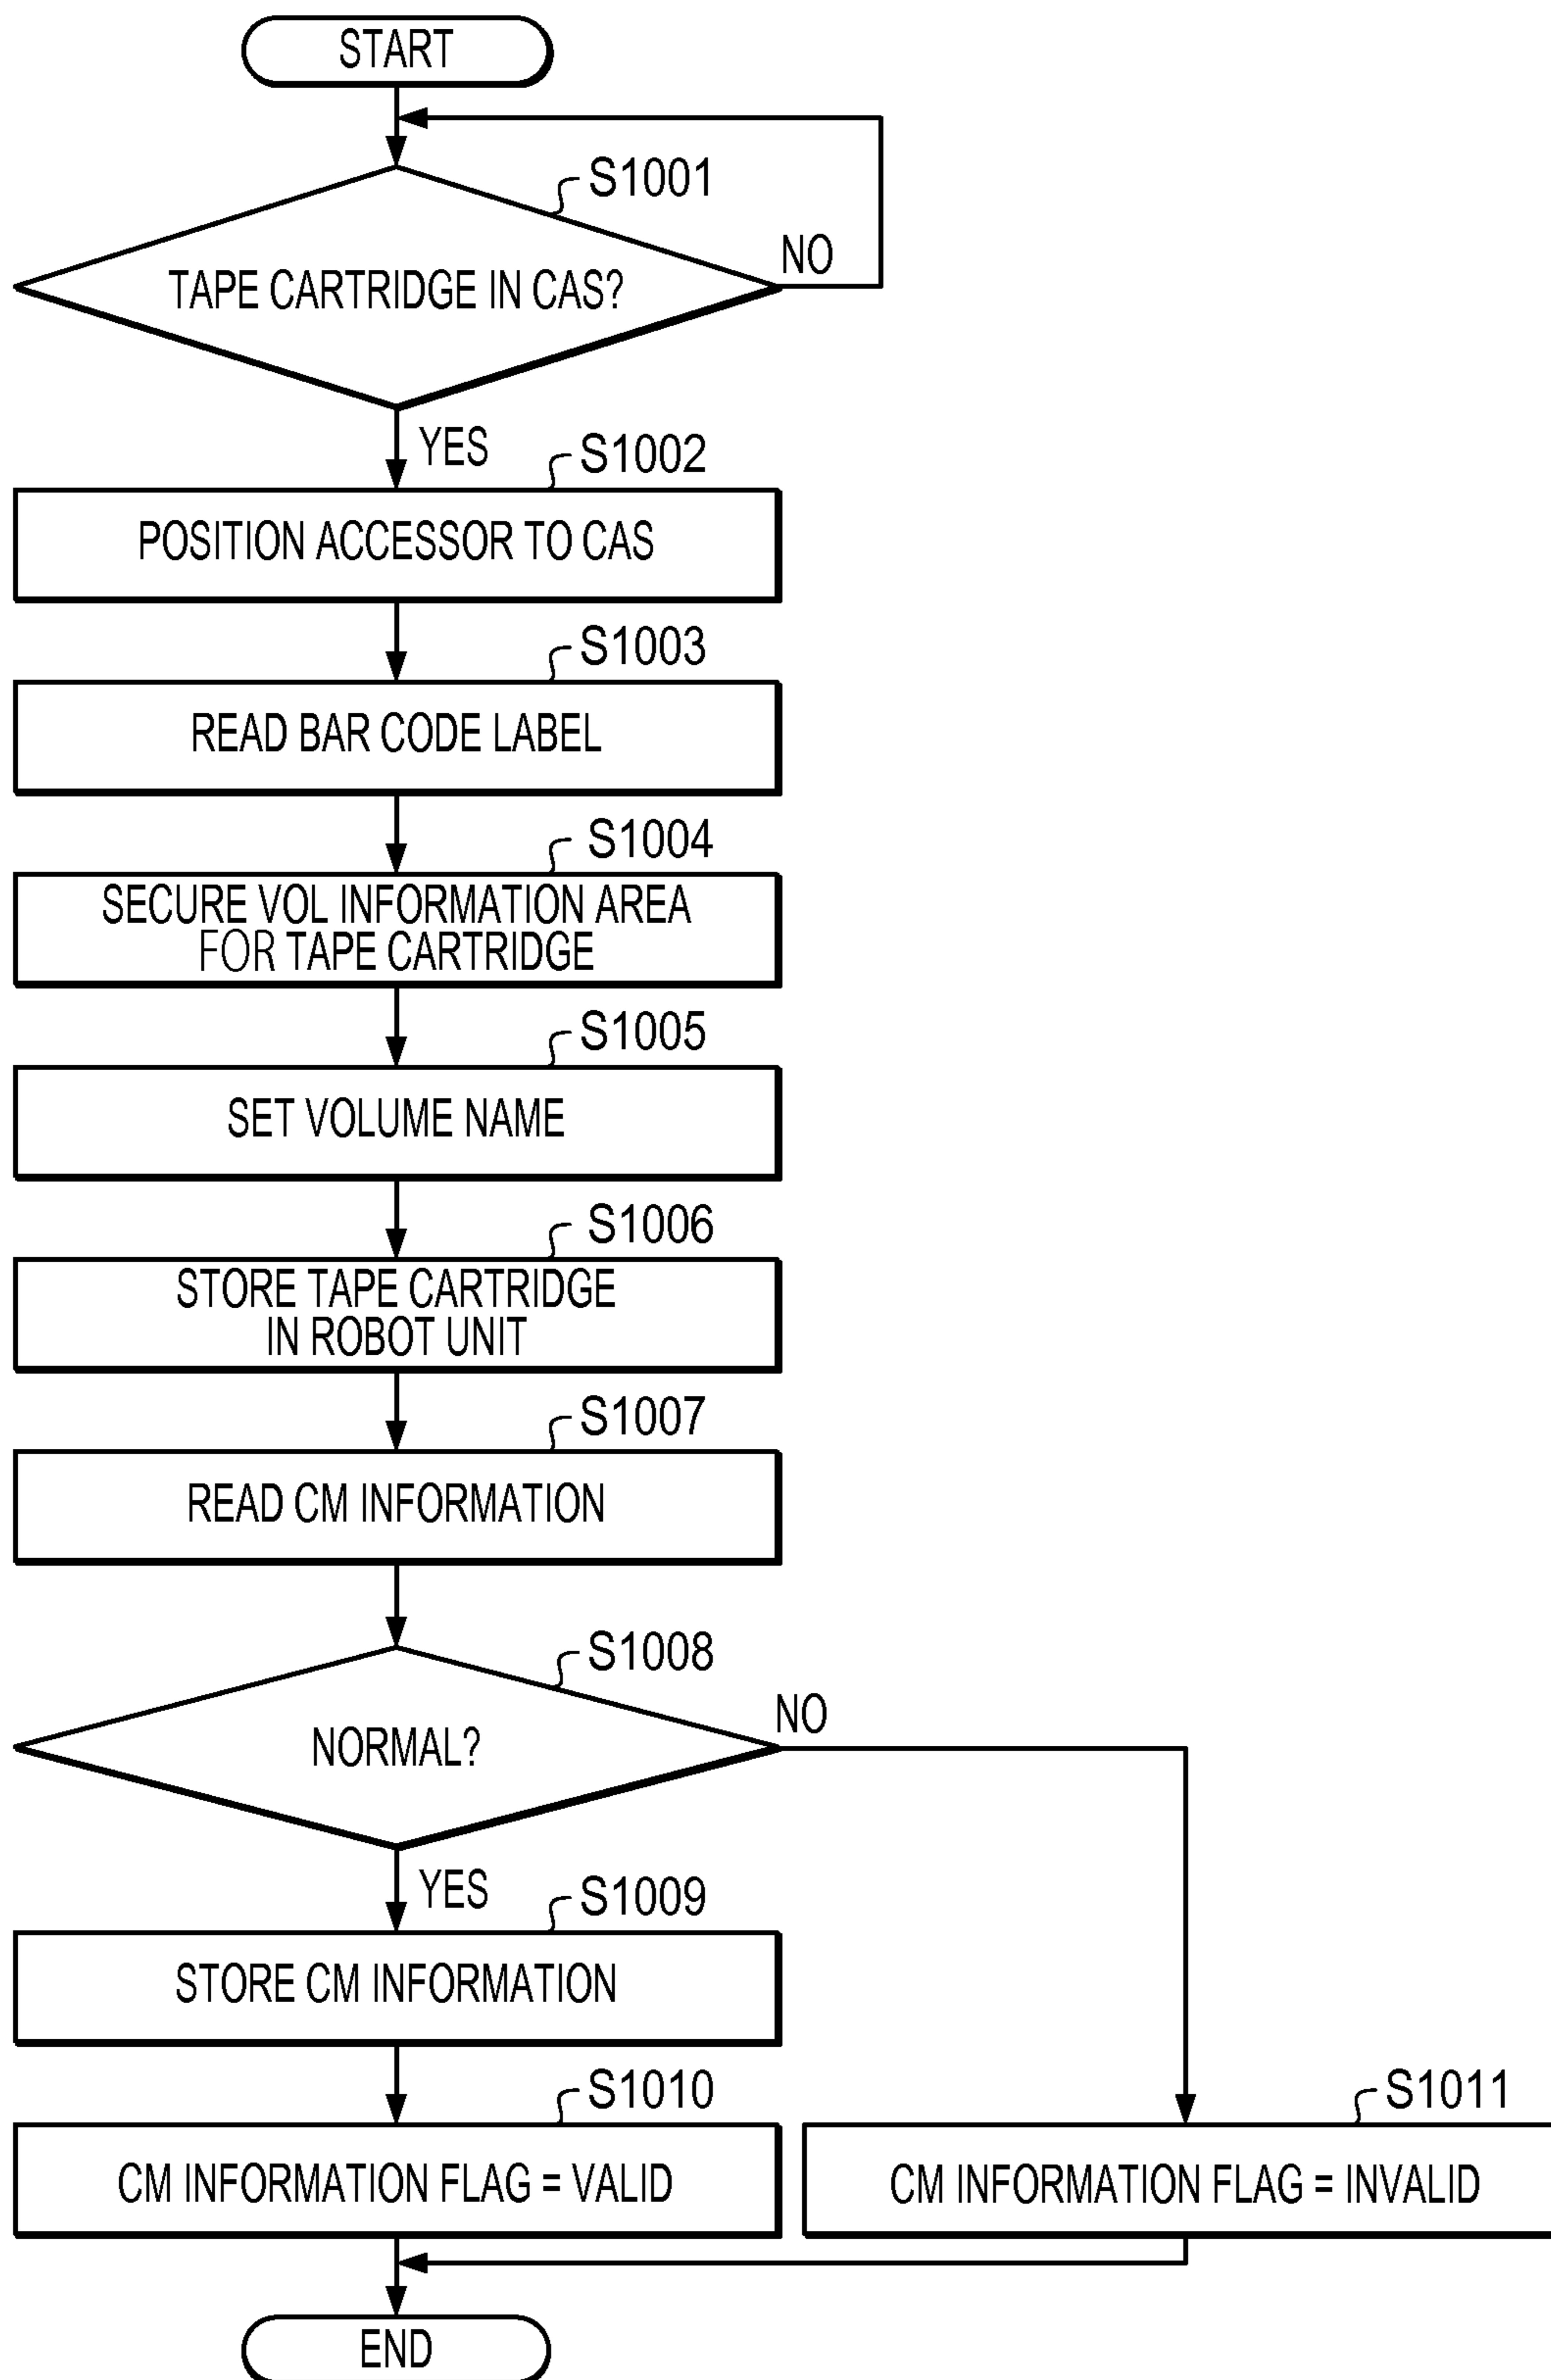 START
S1001
NO
TAPE CARTRIDGE IN CAS?
YES
S1002
POSITION ACCESSOR TO CAS
S1003
READ BAR CODE LABEL
S1004
SECURE VOL INFORMATION AREA
FOR TAPE CARTRIDGE
S1005
SET VOLUME NAME
S1006
STORE TAPE CARTRIDGE
IN ROBOT UNIT
S1007
READ CM INFORMATION
S1008
NO
NORMAL?
YES
S1009
STORE CM INFORMATION
S1010
S1011
CM INFORMATION FLAG = VALID
CM INFORMATION FLAG = INVALID
END